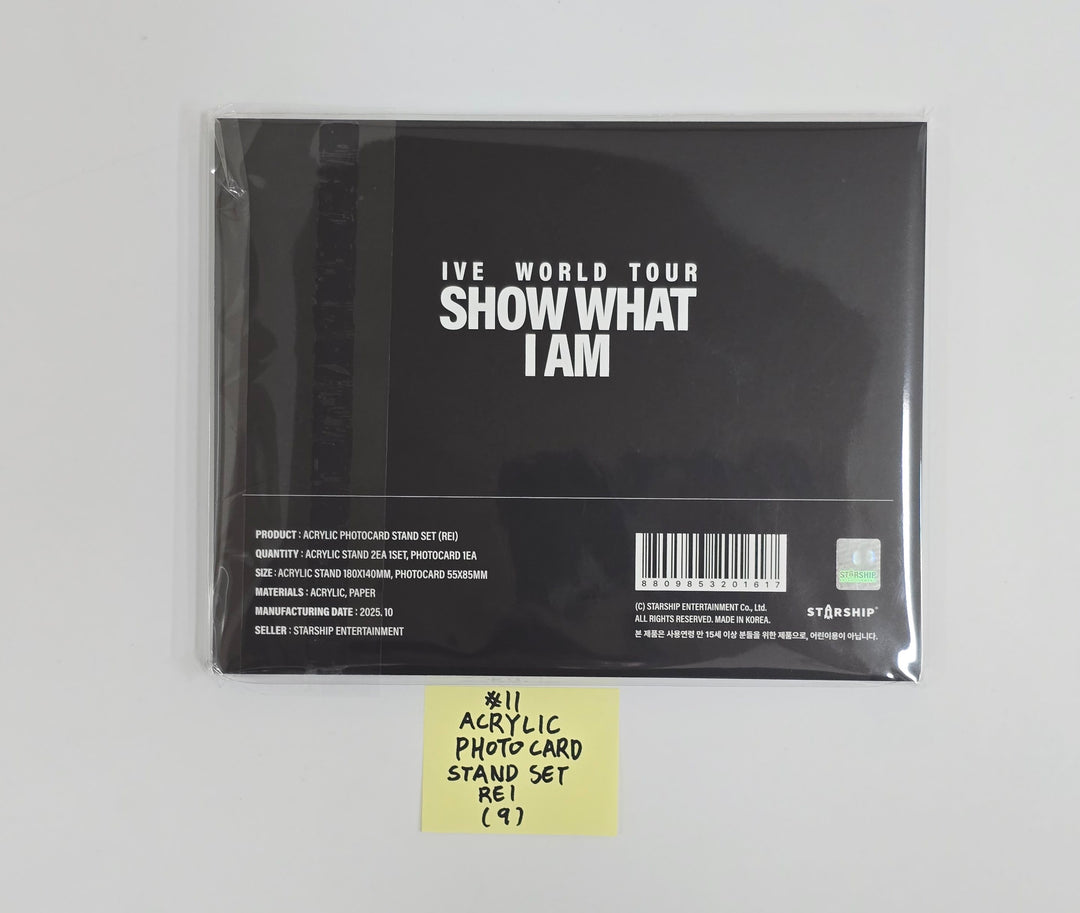 IVE WORLD TOUR
SHOW WHAT
I AM
PRODUCT : ACRYLIC PHOTOCARD STAND SET (REI)
QUANTITY : ACRYLIC STAND 2EA 1SET, PHOTOCARD 1EA
SIZE : ACRYLIC STAND 180X140MM, PHOTOCARD 55X85MM
MATERIALS : ACRYLIC, PAPER
MANUFACTURING DATE : 2025.10
SELLER : STARSHIP ENTERTAINMENT
8809853201617
STARSHIP
(C) STARSHIP ENTERTAINMENT Co., Ltd.
ALL RIGHTS RESERVED. MADE IN KOREA.
STARSHIP
본 제품은 사용연령 만 15세 이상 분들을 위한 제품으로, 어린이용이 아닙니다.
#11
ACRYLIC
PHOTO CARD
STAND SET
REI
(9)